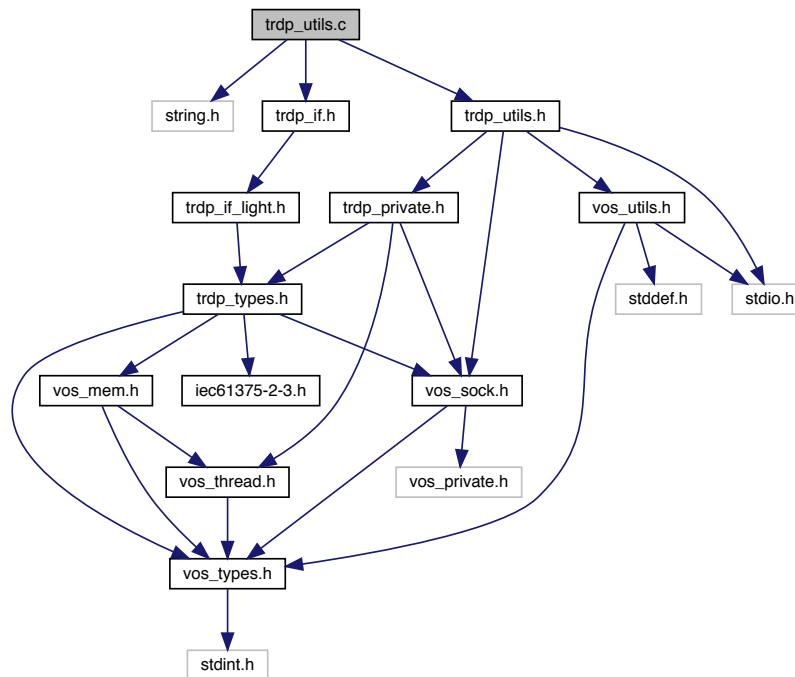 trdp_utils.c
string.h
trdp_if.h
trdp_utils.h
trdp_if_light.h
trdp_private.h
vos_utils.h
trdp_types.h
stddef.h
stdio.h
vos_mem.h
iec61375-2-3.h
vos_sock.h
vos_thread.h
vos_private.h
vos_types.h
stdint.h